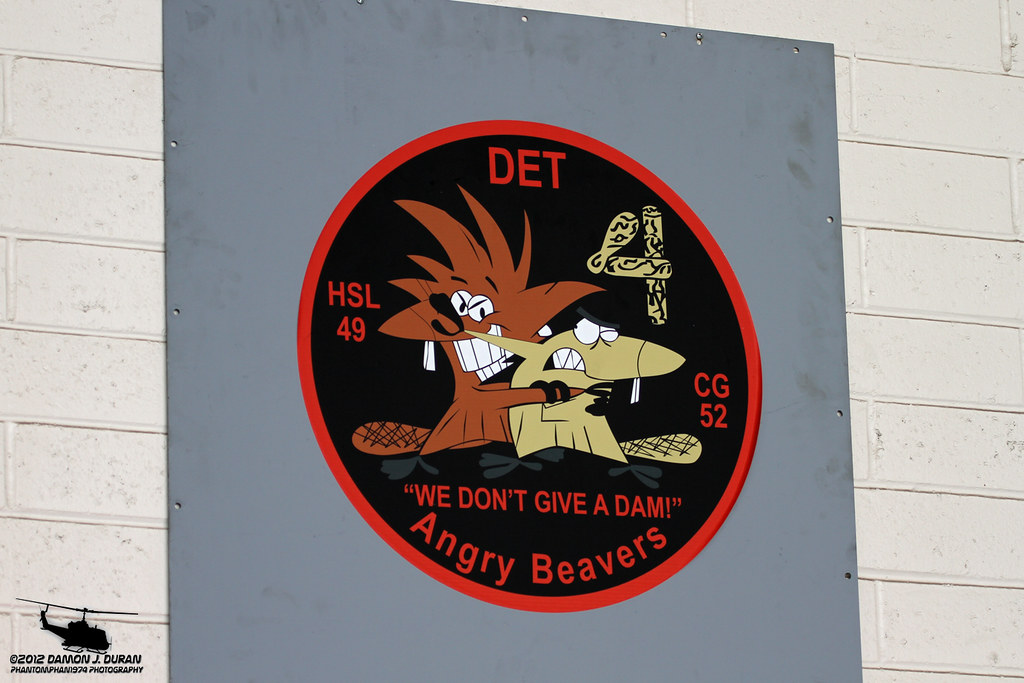 DET
4
HSL
49
CG
52
“WE DON’T GIVE A DAM!”
Angry Beavers
©2012 DAMON J. DURAN
PHANTOMPHAN1974 PHOTOGRAPHY